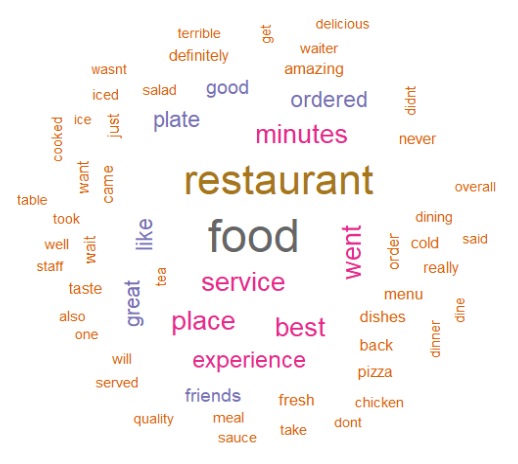 delicious
terrible
get
waiter
definitely
amazing
wasnt
good
salad
iced
ordered
didnt
plate
ice
just
minutes
cooked
never
want
came
restaurant
overall
table
took
dining
like
food
went
well
wait
order
cold
said
staff
tea
really
service
taste
great
menu
dine
also
place
best
dishes
one
dinner
back
will
experience
pizza
served
friends
fresh
chicken
quality
meal
take
dont
sauce